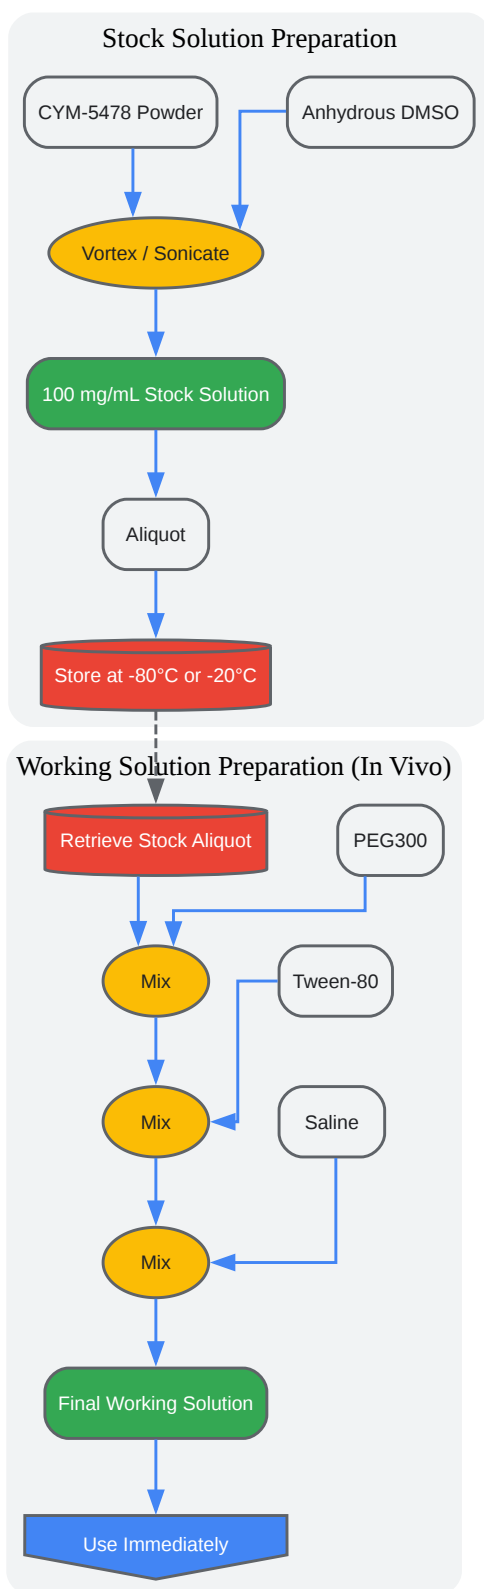 Stock Solution Preparation
CYM-5478 Powder
Anhydrous DMSO
Vortex / Sonicate
100 mg/mL Stock Solution
Aliquot
Store at -80°C or -20°C
Working Solution Preparation (In Vivo)
Retrieve Stock Aliquot
PEG300
Mix
Tween-80
Mix
Saline
Mix
Final Working Solution
Use Immediately